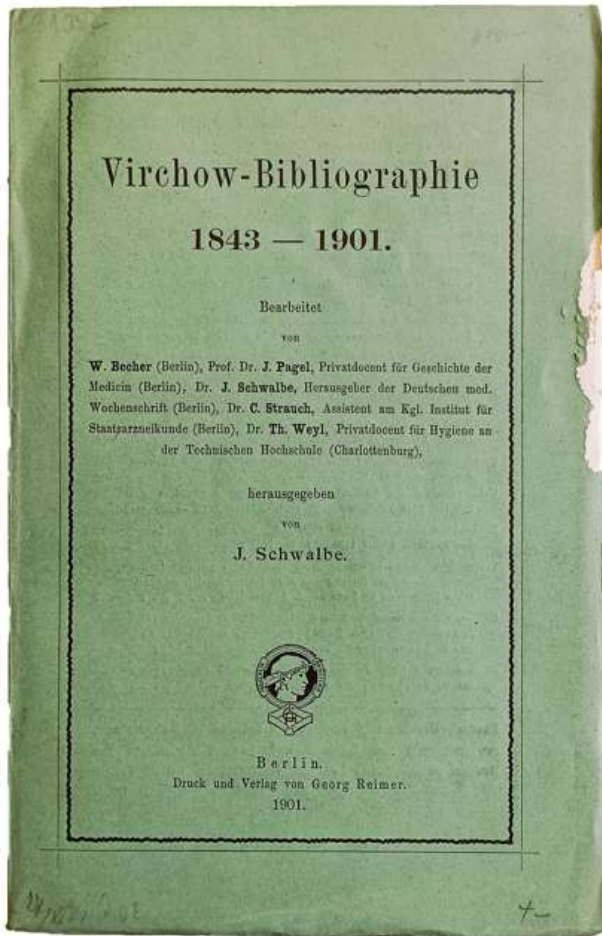 Virchow-Bibliographie
1843 — 1901.
Bearbeitet
von
W. Becher (Berlin), Prof. Dr. J. Pagel, Privatdocent für Geschichte der
Medicin (Berlin), Dr. J. Schwalbe, Herausgeber der Deutschen med.
Wochenschrift (Berlin), Dr. C. Strauch, Assistent am Kgl. Institut für
Staatsarzneikunde (Berlin), Dr. Th. Weyl, Privatdocent für Hygiene an
der Technischen Hochschule (Charlottenburg),
herausgegeben
von
J. Schwalbe.
Berlin.
Druck und Verlag von Georg Reimer.
1901.